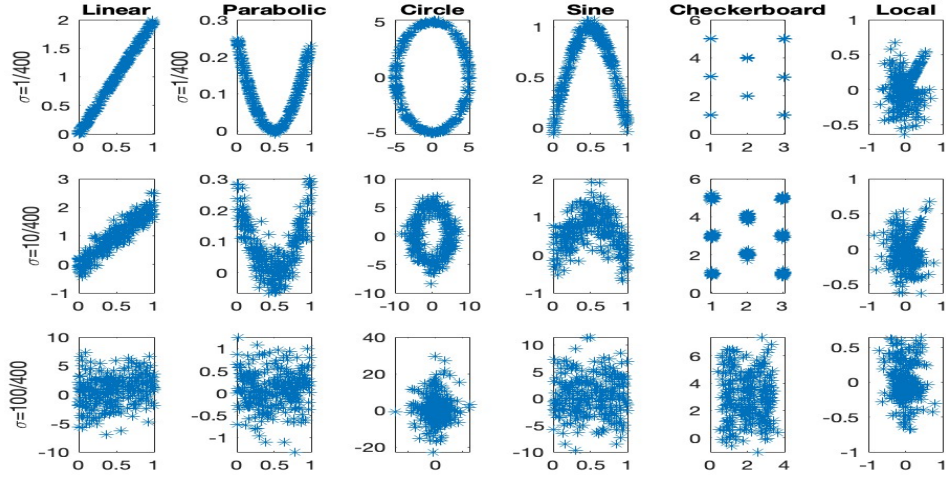 Linear Parabolic Circle Sine Checkerboard Local
σ=1/400 σ=1/400
2 1.5 1 0.5 0
0 0.5 1
0.3 0.2 0.1 0
0 0.5 1
5 0 -5
-5 0 5
1 0.5 0
0 0.5 1
6 4 2 0
1 2 3
1 0.5 0 -0.5
-1 0 1
σ=10/400
3 2 1 0 -1
0 0.5 1
0.3 0.2 0.1 0
0 0.5 1
10 5 0 -5 -10
-10 0 10
2 1 0 -1
0 0.5 1
6 4 2 0
1 2 3
1 0.5 0 -0.5 -1
-1 0 1
σ=100/400
10 5 0 -5 -10
0 0.5 1
1 0.5 0 -0.5 -1
0 0.5 1
40 20 0 -20
0
10 5 0 -5 -10
0 0.5 1
6 4 2 0
0 2 4
0.5 0 -0.5 -1
-1 0 1